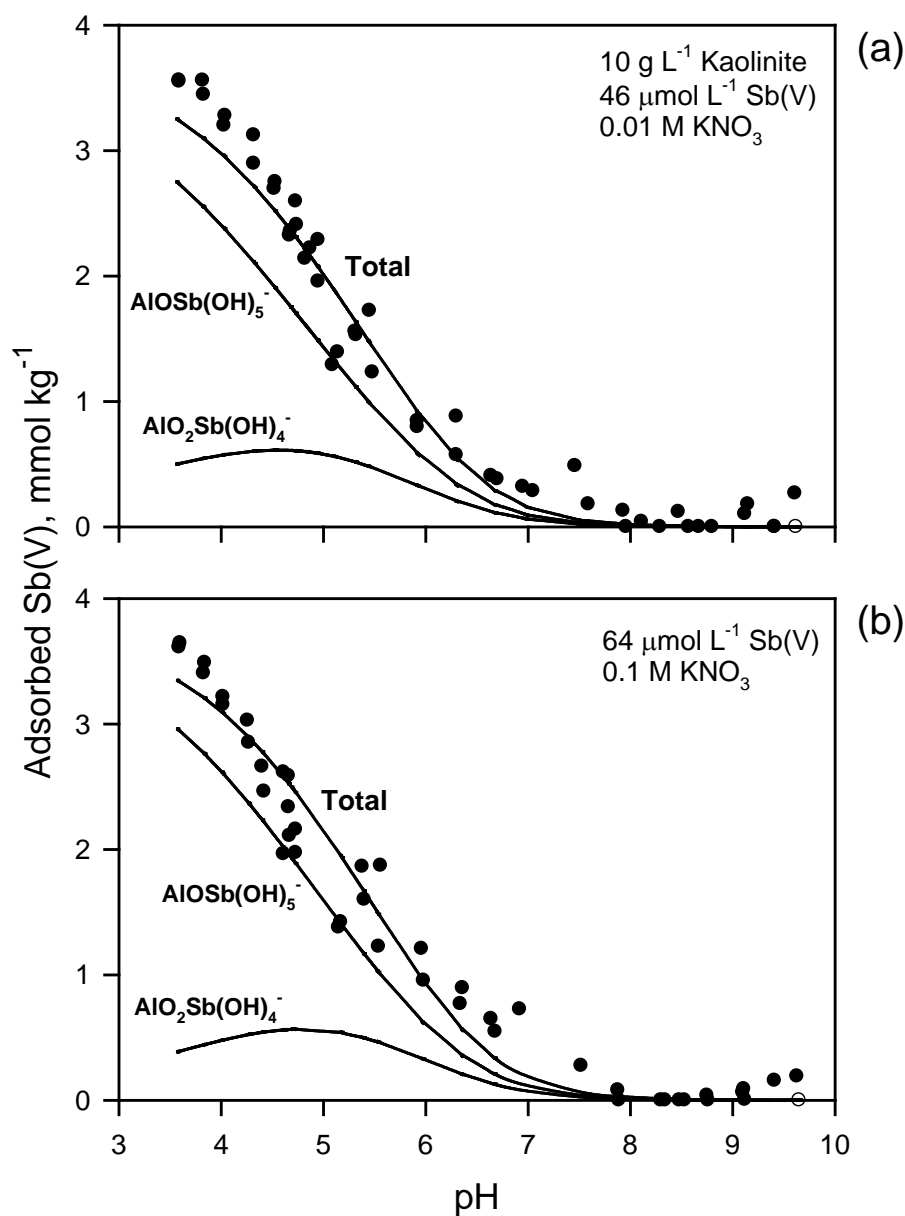 (a)
10 g L⁻¹ Kaolinite
46 μmol L⁻¹ Sb(V)
0.01 M KNO₃
4
3
2
1
0
Total
AlOSb(OH)₅⁻
AlO₂Sb(OH)₄⁻
Adsorbed Sb(V), mmol kg⁻¹
(b)
64 μmol L⁻¹ Sb(V)
0.1 M KNO₃
4
3
2
1
0
Total
AlOSb(OH)₅⁻
AlO₂Sb(OH)₄⁻
3 4 5 6 7 8 9 10
pH